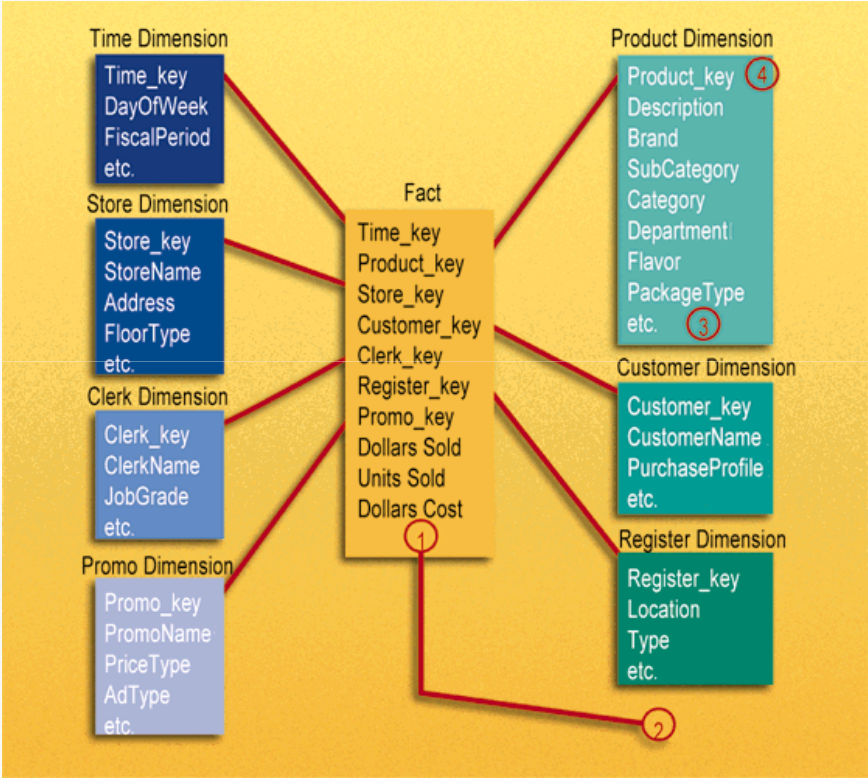 Time Dimension
Time_key
DayOfWeek
FiscalPeriod
etc.
Store Dimension
Store_key
StoreName
Address
FloorType
etc.
Clerk Dimension
Clerk_key
ClerkName
JobGrade
etc.
Promo Dimension
Promo_key
PromoName
PriceType
AdType
etc.
Fact
Time_key
Product_key
Store_key
Customer_key
Clerk_key
Register_key
Promo_key
Dollars Sold
Units Sold
Dollars Cost
1
2
Product Dimension
Product_key 4
Description
Brand
SubCategory
Category
Department
Flavor
PackageType
etc. 3
Customer Dimension
Customer_key
CustomerName
PurchaseProfile
etc.
Register Dimension
Register_key
Location
Type
etc.